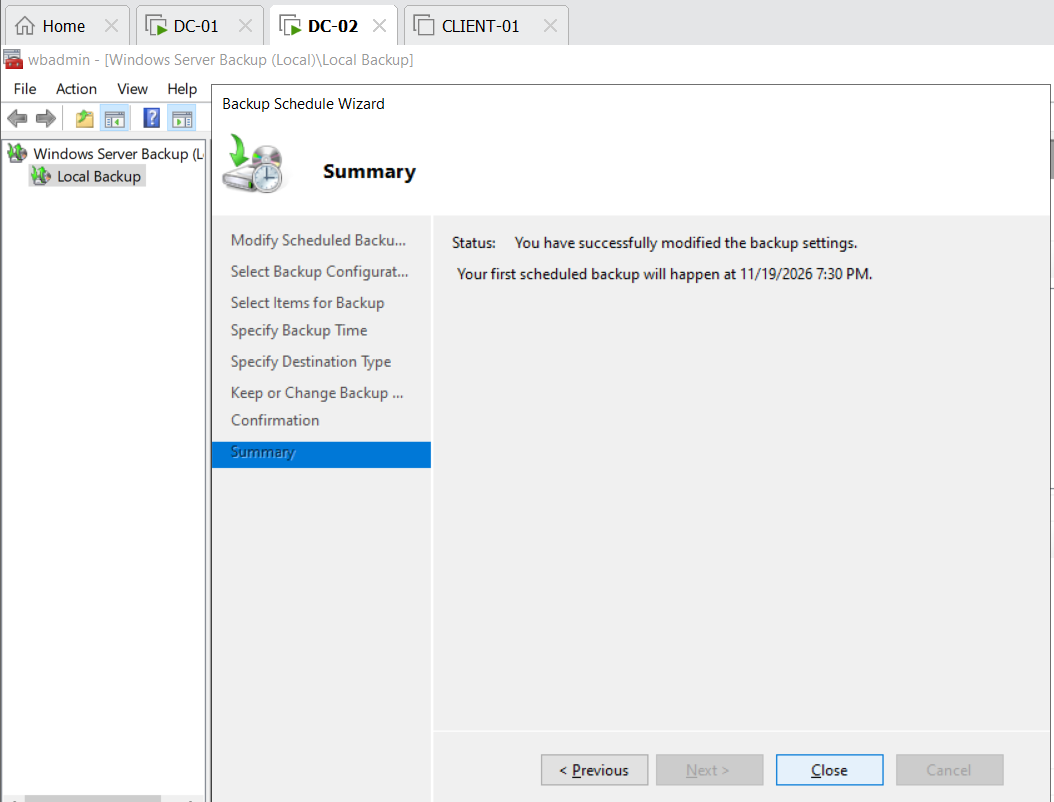 Home
DC-01
DC-02
CLIENT-01
wbadmin - [Windows Server Backup (Local)\Local Backup]
File Action View Help
Backup Schedule Wizard
Windows Server Backup (L
Local Backup
Summary
Modify Scheduled Backu...
Select Backup Configurat...
Select Items for Backup
Specify Backup Time
Specify Destination Type
Keep or Change Backup ...
Confirmation
Summary
Status: You have successfully modified the backup settings.
Your first scheduled backup will happen at 11/19/2026 7:30 PM.
< Previous
Next >
Close
Cancel